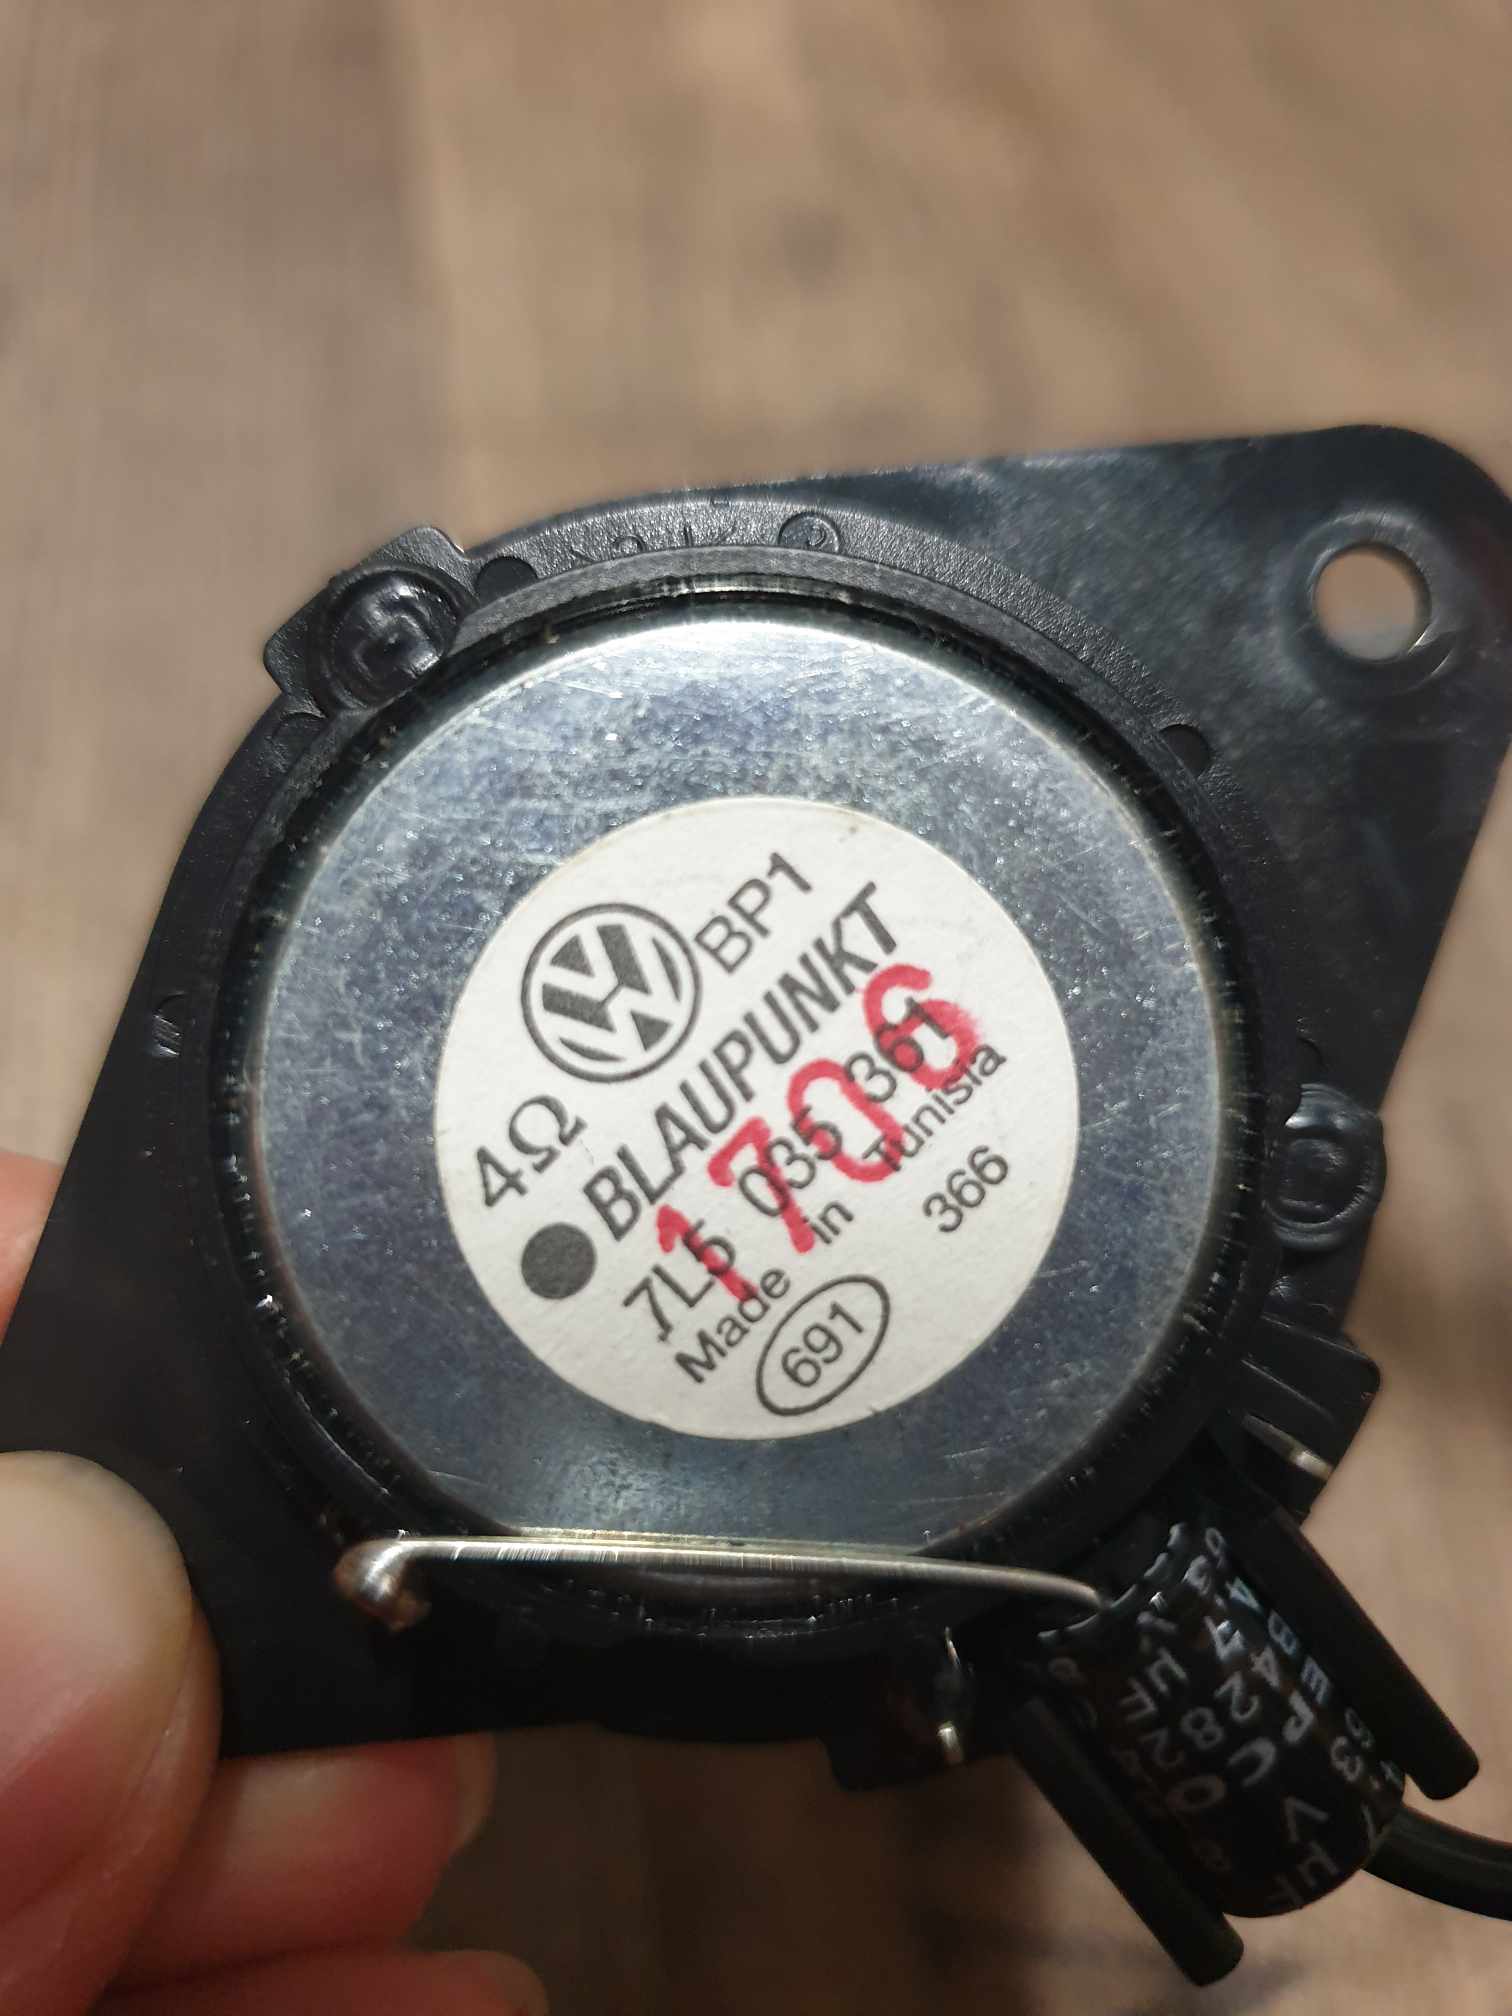 BP1
4Ω
BLAUPUNKT
7L5 035 361
1706
Made in Tunisia
691
366